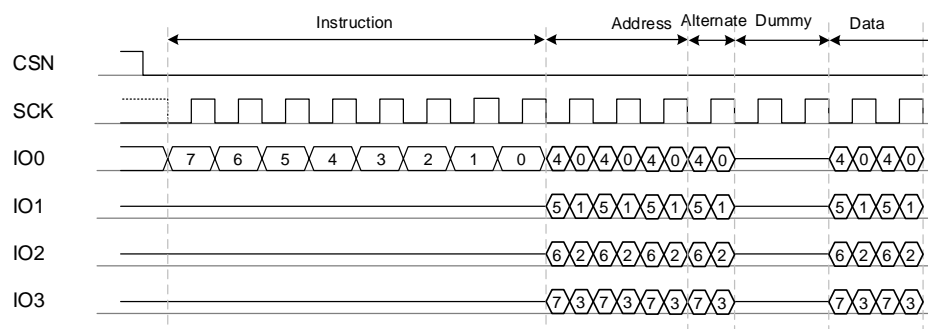 Instruction Address Alternate Dummy Data
CSN
SCK
IO0 7 6 5 4 3 2 1 0 4 0 4 0 4 0 4 0 4 0 4 0
IO1 5 1 5 1 5 1 5 1 5 1 5 1
IO2 6 2 6 2 6 2 6 2 6 2 6 2
IO3 7 3 7 3 7 3 7 3 7 3 7 3